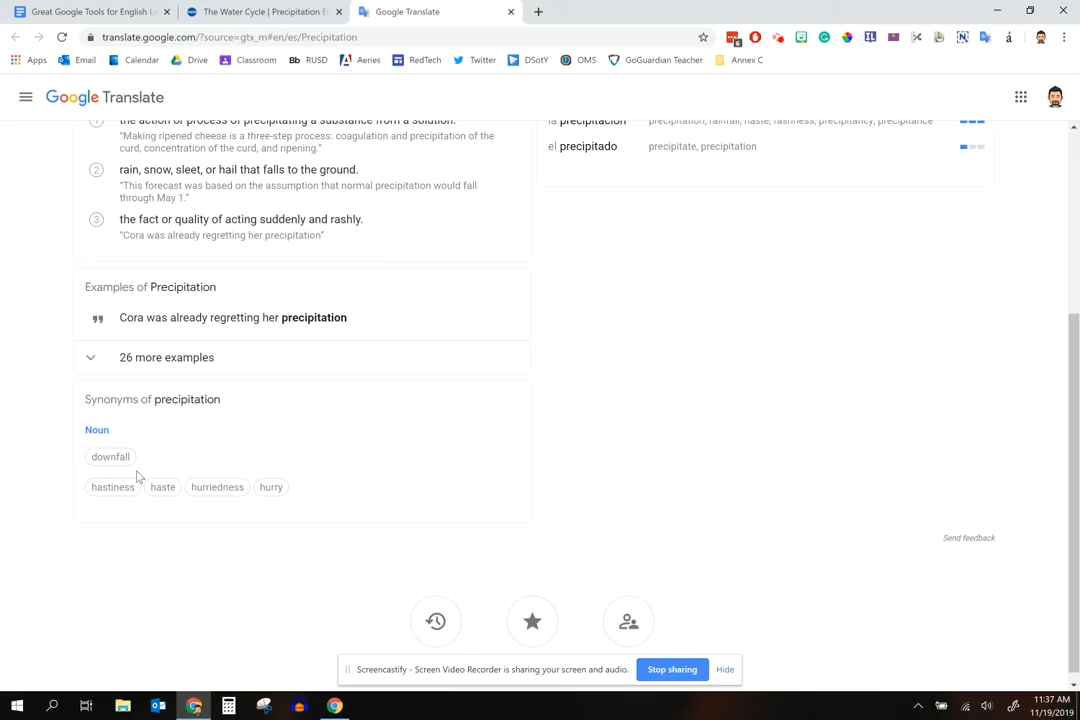 Great Google Tools for English La
The Water Cycle | Precipitation E
Google Translate
translate.google.com/?source=gtx_m#en/es/Precipitation
6
Apps
Email
Calendar
Drive
Classroom
Bb RUSD
Aeries
RedTech
Twitter
DSotY
OMS
GoGuardian Teacher
Annex C
Google Translate
1 the action or process of precipitating a substance from a solution.
"Making ripened cheese is a three-step process: coagulation and precipitation of the
curd, concentration of the curd, and ripening."
2 rain, snow, sleet, or hail that falls to the ground.
"This forecast was based on the assumption that normal precipitation would fall
through May 1."
3 the fact or quality of acting suddenly and rashly.
"Cora was already regretting her precipitation"
la precipitación precipitation, rainfall, haste, rashness, precipitancy, precipitance
el precipitado precipitate, precipitation
Examples of Precipitation
Cora was already regretting her precipitation
26 more examples
Synonyms of precipitation
Noun
downfall
hastiness haste hurriedness hurry
Send feedback
Screencastify - Screen Video Recorder is sharing your screen and audio.
Stop sharing
Hide
11:37 AM
11/19/2019